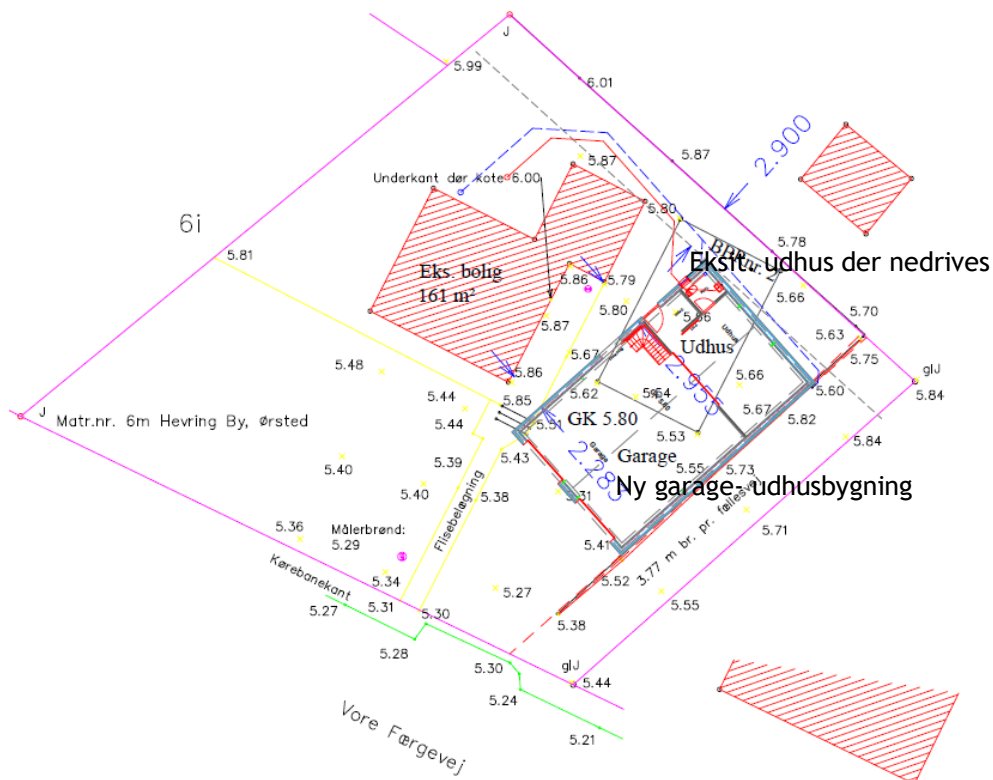 J
5.99
6.01
5.87
5.87
2.900
Underkant dør Kote 6.00
5.80
6i
BBRnr.
5.78
Eksit. udhus der nedrives
5.81
Eks. bolig
161 m²
5.86
5.79
5.66
5.80
5.70
5.87
5.66
Udhus
5.63
Udhus
5.75
5.67
2.955
glJ
5.48
5.86
5.66
5.60
5.84
5.62
5.64
5.85
5.67
5.82
5.44
J
Matr.nr. 6m Hevring By, Ørsted
GK 5.80
5.44
5.51
5.53
5.84
5.43
5.39
Garage
Garage
5.40
5.55
5.73
2.285
5.40
5.38
5.31
Ny garage- udhusbygning
5.71
Flisebelægning
3.77 m br. pr. fællesvej
5.36
Målerbrønd:
5.29
5.41
5.52
Kørebanekant
5.34
5.27
5.55
5.31
5.30
5.27
5.38
5.28
5.30
glJ
5.44
5.24
Vore Færgevej
5.21